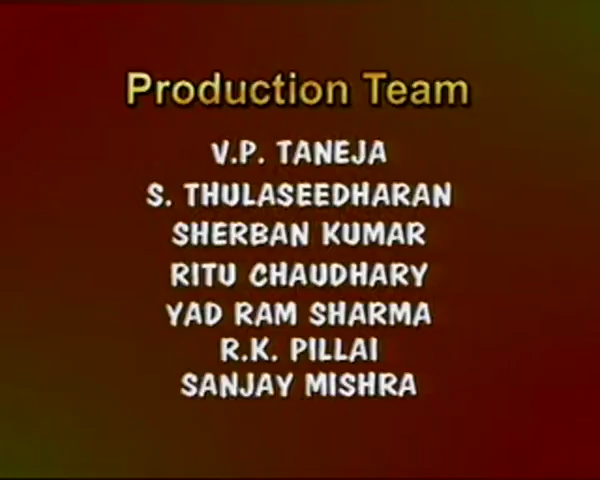 Production Team
V.P. TANEJA
S. THULASEEDHARAN
SHERBAN KUMAR
RITU CHAUDHARY
YAD RAM SHARMA
R.K. PILLAI
SANJAY MISHRA